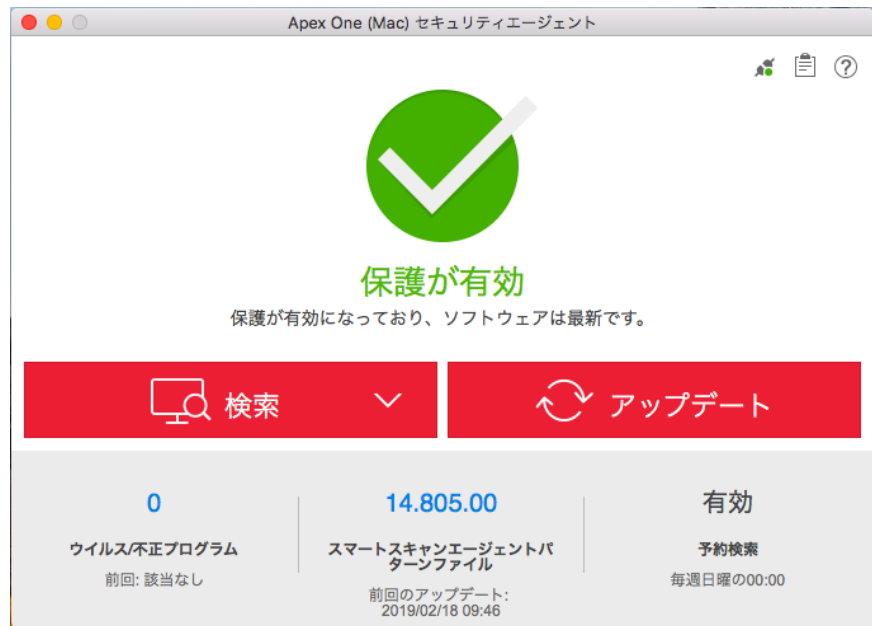 Apex One (Mac) セキュリティエージェント
保護が有効
保護が有効になっており、ソフトウェアは最新です。
検索
アップデート
0
ウイルス/不正プログラム
前回: 該当なし
14.805.00
スマートスキャンエージェントパ
ターンファイル
前回のアップデート:
2019/02/18 09:46
有効
予約検索
毎週日曜の00:00